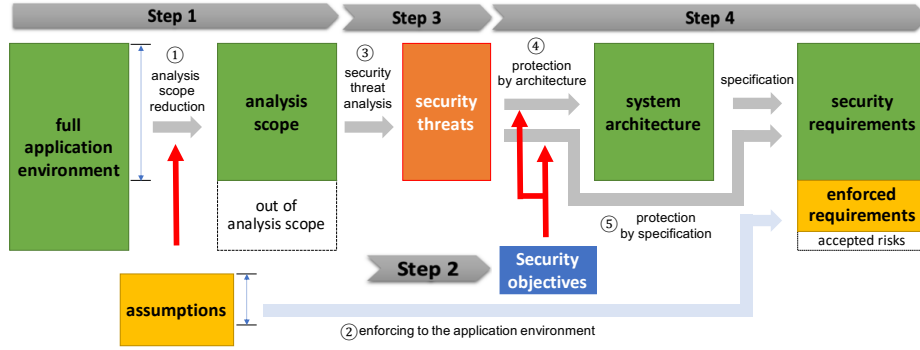 Step 1
Step 3
Step 4
full
application
environment
①
analysis
scope
reduction
analysis
scope
out of
analysis scope
③
security
threat
analysis
security
threats
④
protection
by architecture
system
architecture
specification
security
requirements
enforced
requirements
accepted risks
⑤ protection
by specification
Step 2
Security
objectives
assumptions
② enforcing to the application environment